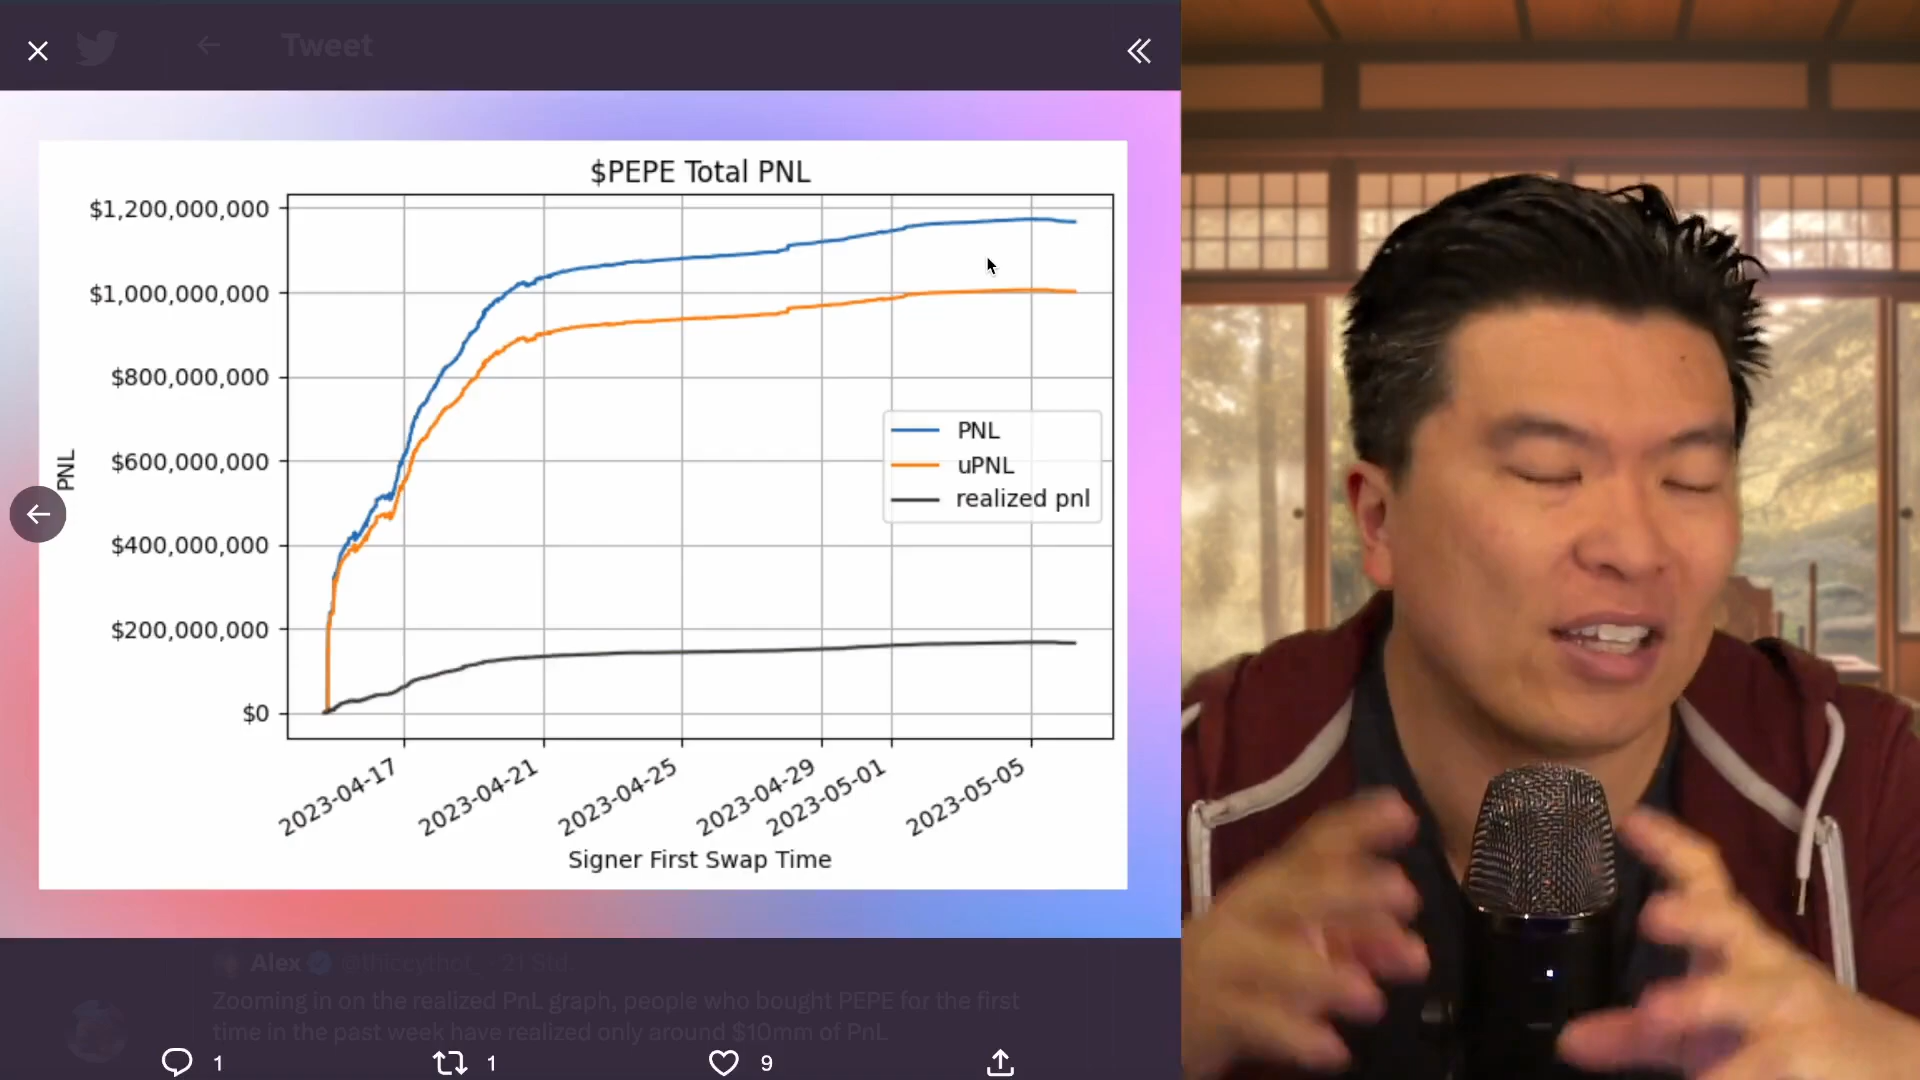 Tweet
$PEPE Total PNL
$1,200,000,000
$1,000,000,000
$800,000,000
$600,000,000
$400,000,000
$200,000,000
$0
PNL
PNL
uPNL
realized pnl
2023-04-17
2023-04-21
2023-04-25
2023-04-29
2023-05-01
2023-05-05
Signer First Swap Time
Alex @thiccythot_ · 21 Std.
Zooming in on the realized PnL graph, people who bought PEPE for the first
time in the past week have realized only around $10mm of PnL
1
1
9